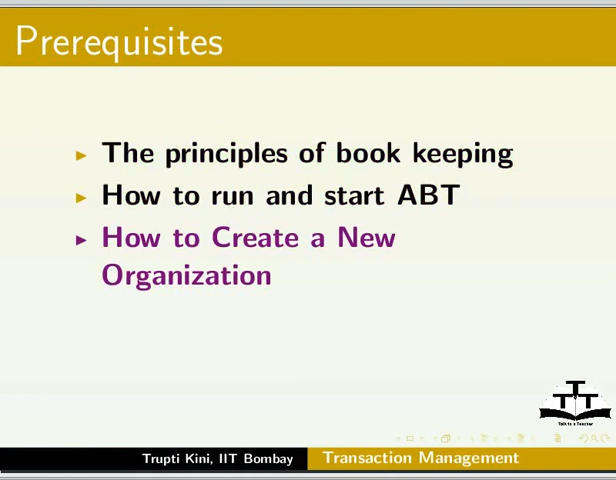 Prerequisites
The principles of book keeping
How to run and start ABT
How to Create a New
Organization
TTT
Talk to a Teacher
Trupti Kini, IIT Bombay
Transaction Management